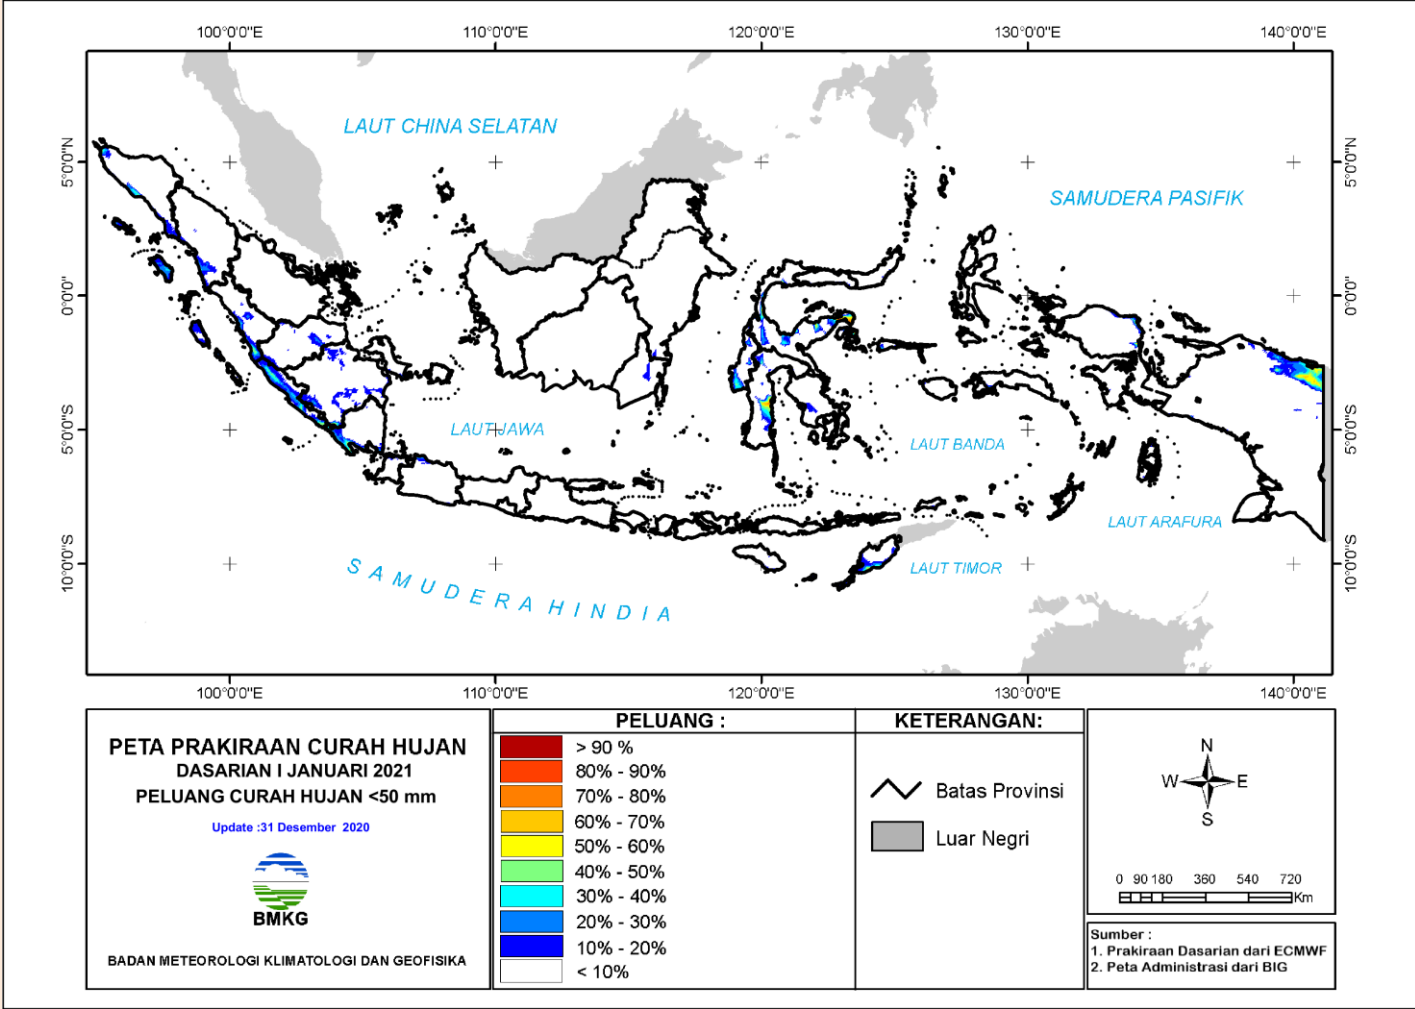 100°0'0"E 110°0'0"E 120°0'0"E 130°0'0"E 140°0'0"E
5°0'0"N 5°0'0"N
LAUT CHINA SELATAN
SAMUDERA PASIFIK
0°0'0" 0°0'0"
5°0'0"S 5°0'0"S
LAUT JAWA
LAUT BANDA
LAUT ARAFURA
10°0'0"S 10°0'0"S
LAUT TIMOR
SAMUDERA HINDIA
100°0'0"E 110°0'0"E 120°0'0"E 130°0'0"E 140°0'0"E
PETA PRAKIRAAN CURAH HUJAN
DASARIAN I JANUARI 2021
PELUANG CURAH HUJAN <50 mm
Update :31 Desember 2020
BMKG
BADAN METEOROLOGI KLIMATOLOGI DAN GEOFISIKA
PELUANG :
> 90 %
80% - 90%
70% - 80%
60% - 70%
50% - 60%
40% - 50%
30% - 40%
20% - 30%
10% - 20%
< 10%
KETERANGAN:
Batas Provinsi
Luar Negri
N
W E
S
0 90 180 360 540 720
Km
Sumber :
1. Prakiraan Dasarian dari ECMWF
2. Peta Administrasi dari BIG